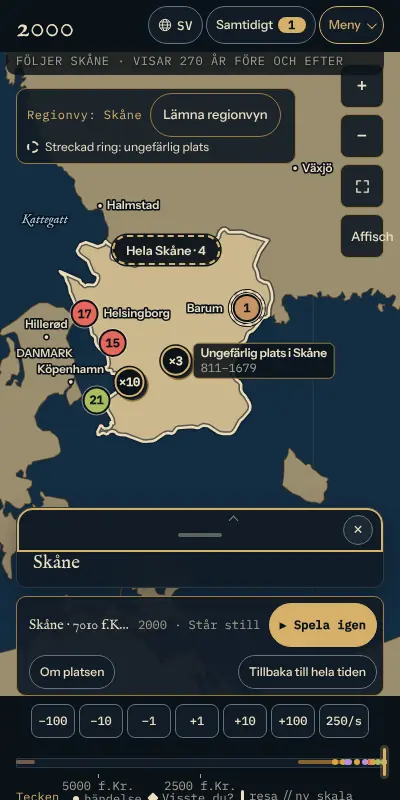 2000
SV
Samtidigt 1
Meny
FÖLJER SKÅNE · VISAR 270 ÅR FÖRE OCH EFTER
+
Regionvy: Skåne
Lämna regionvyn
Streckad ring: ungefärlig plats
−
Växjö
Halmstad
Kattegatt
Affisch
Hela Skåne · 4
17
Helsingborg
Barum
1
Hillerød
15
DANMARK
×3
Ungefärlig plats i Skåne
811–1679
Köpenhamn
×10
21
×
Skåne
Skåne · 7010 f.K…
2000 · Står still
▶ Spela igen
Om platsen
Tillbaka till hela tiden
−100
−10
−1
+1
+10
+100
250/s
5000 f.Kr.
2500 f.Kr.
Tecken
händelse
Visste du?
resa // ny skala